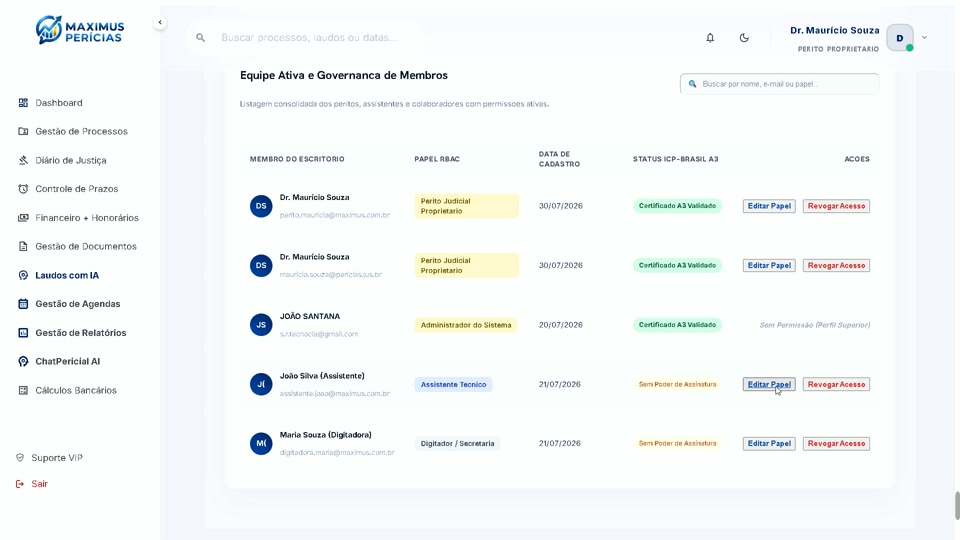 MAXIMUS
PERÍCIAS
Buscar processos, laudos ou datas...
Dr. Maurício Souza
PERITO PROPRIETARIO
D
Dashboard
Gestão de Processos
Diário de Justiça
Controle de Prazos
Financeiro + Honorários
Gestão de Documentos
Laudos com IA
Gestão de Agendas
Gestão de Relatórios
ChatPericial AI
Cálculos Bancários
Suporte VIP
Sair
Equipe Ativa e Governanca de Membros
Buscar por nome, e-mail ou papel...
Listagem consolidada dos peritos, assistentes e colaboradores com permissoes ativas.
MEMBRO DO ESCRITORIO PAPEL RBAC DATA DE CADASTRO STATUS ICP-BRASIL A3 ACOES
DS Dr. Maurício Souza Perito Judicial Proprietario 30/07/2026 Certificado A3 Validado Editar Papel Revogar Acesso
perito.mauricio@maximus.com.br
DS Dr. Maurício Souza Perito Judicial Proprietario 30/07/2026 Certificado A3 Validado Editar Papel Revogar Acesso
mauricio.souza@pericias.jus.br
JS JOÃO SANTANA Administrador do Sistema 20/07/2026 Certificado A3 Validado Sem Permissão (Perfil Superior)
s.r.tecnocia@gmail.com
J( João Silva (Assistente) Assistente Tecnico 21/07/2026 Sem Poder de Assinatura Editar Papel Revogar Acesso
assistente.joao@maximus.com.br
M( Maria Souza (Digitadora) Digitador / Secretaria 21/07/2026 Sem Poder de Assinatura Editar Papel Revogar Acesso
digitadora.maria@maximus.com.br